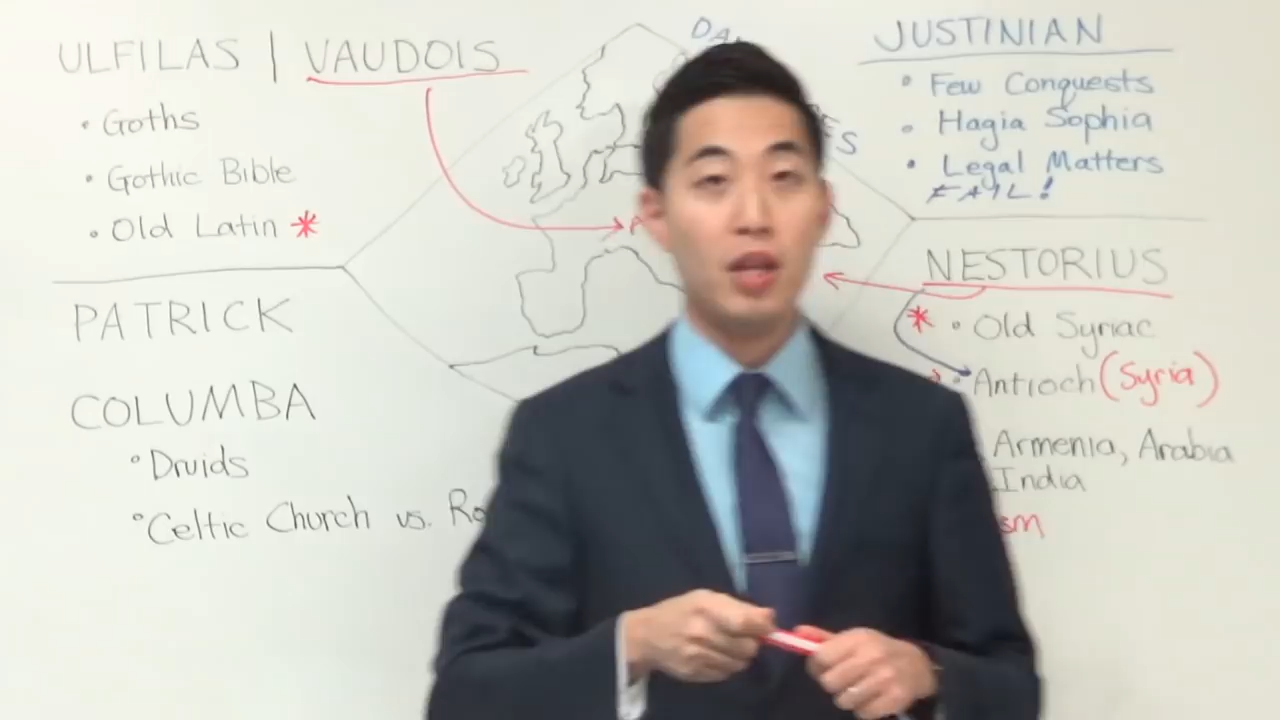 ULFILAS | VAUDOIS
• Goths
• Gothic Bible
• Old Latin *
PATRICK
COLUMBA
° Druids
° Celtic Church vs.
JUSTINIAN
• Few Conquests
• Hagia Sophia
• Legal Matters
FAIL!
NESTORIUS
* • Old Syriac
• Antioch (Syria)
Armenia, Arabia
India